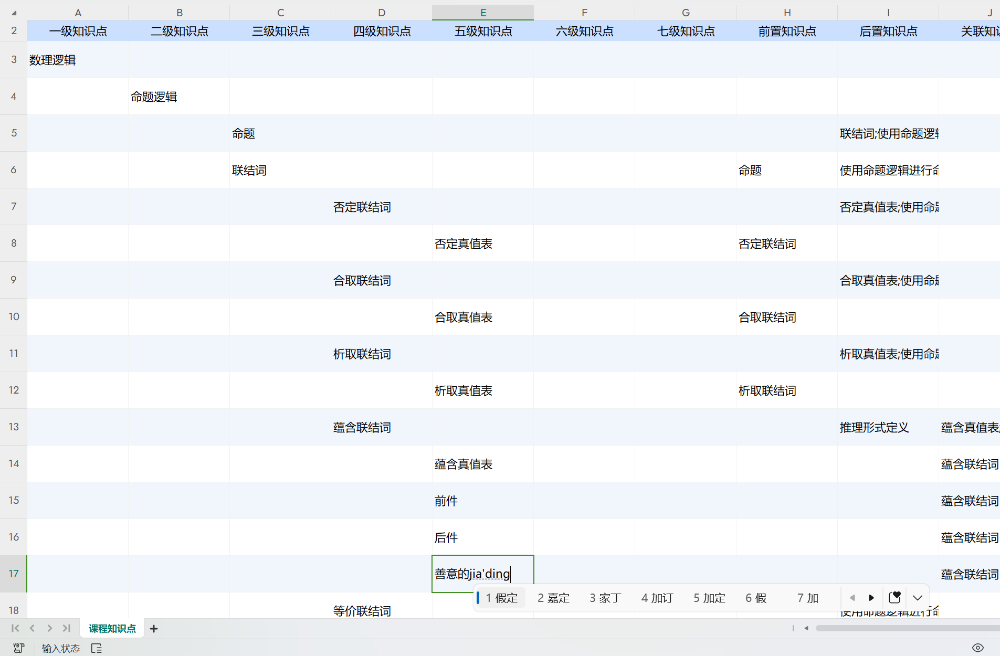 A B C D E F G H I J
2 一级知识点 二级知识点 三级知识点 四级知识点 五级知识点 六级知识点 七级知识点 前置知识点 后置知识点 关联知
3 数理逻辑
4 命题逻辑
5 命题 联结词;使用命题逻
6 联结词 命题 使用命题逻辑进行
7 否定联结词 否定真值表;使用命
8 否定真值表 否定联结词
9 合取联结词 合取真值表;使用命
10 合取真值表 合取联结词
11 析取联结词 析取真值表;使用命
12 析取真值表 析取联结词
13 蕴含联结词 推理形式定义 蕴含真值表
14 蕴含真值表 蕴含联结词
15 前件 蕴含联结词
16 后件 蕴含联结词
17 善意的jia'ding 蕴含联结词
1 假定 2 嘉定 3 家丁 4 加订 5 加定 6 假 7 加
18 等价联结词 使用命题逻辑进行
课程知识点
输入状态